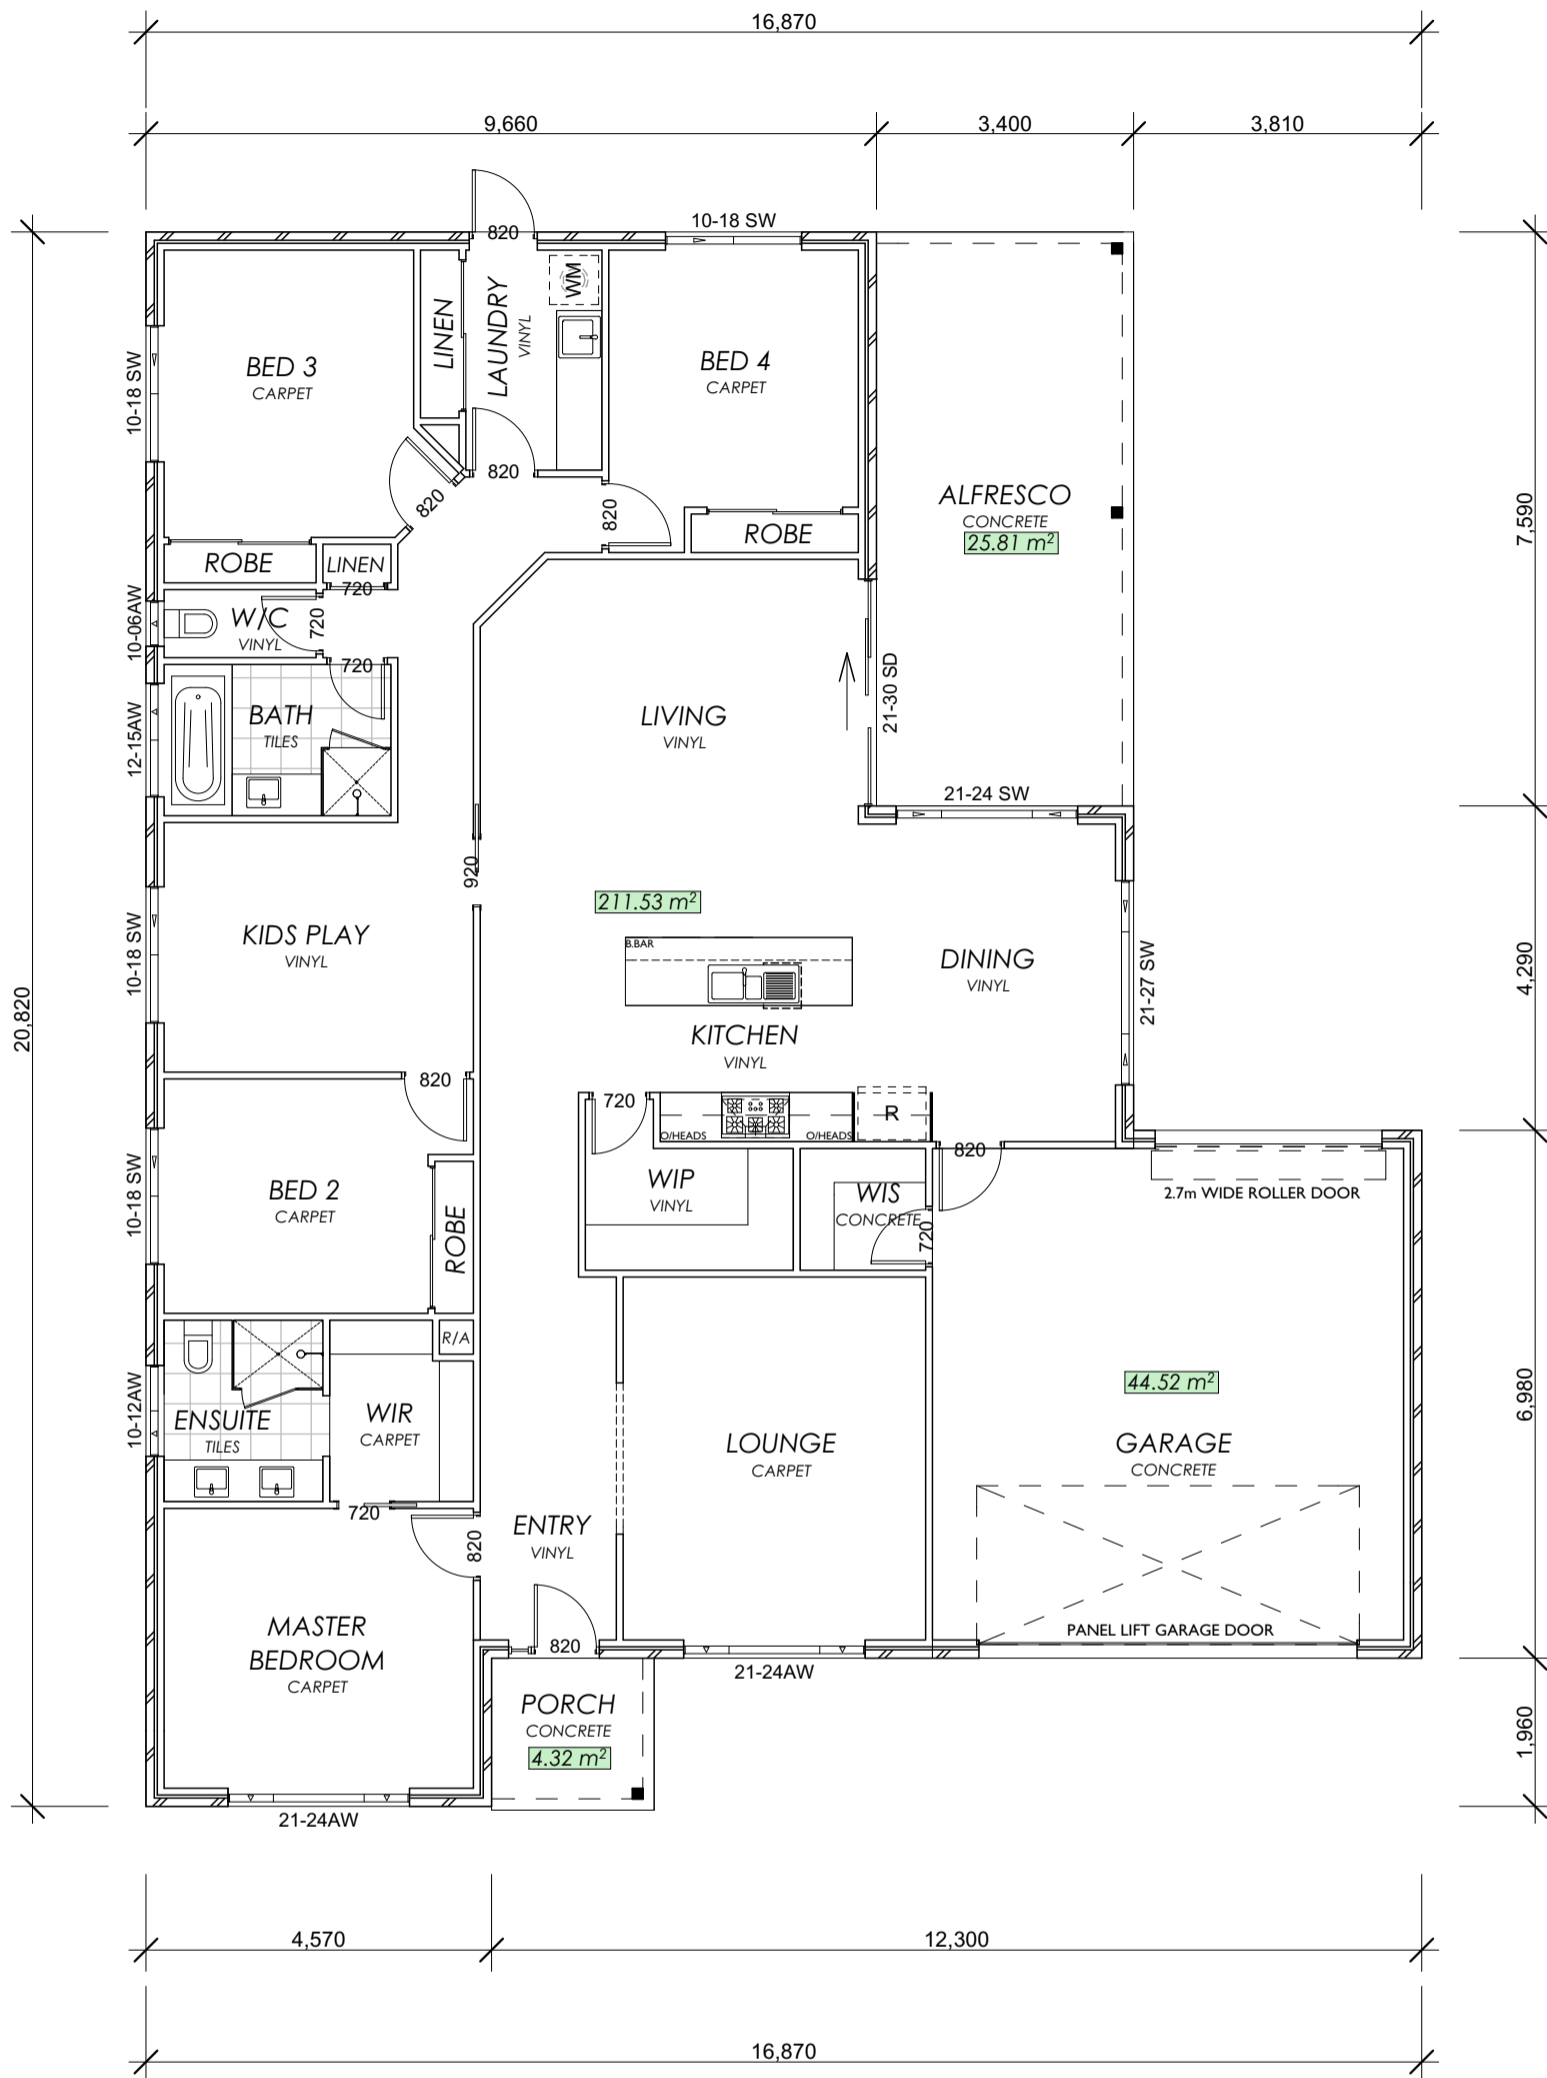 16,870
9,660
3,400
3,810
820
10-18 SW
BED 3
CARPET
LINEN
LAUNDRY
VINYL
WM
BED 4
CARPET
10-18 SW
820
820
820
ALFRESCO
CONCRETE
25.81 m²
7,590
ROBE
ROBE
LINEN
720
10-06AW
W/C
VINYL
720
720
12-15AW
BATH
TILES
LIVING
VINYL
21-30 SD
21-24 SW
920
211.53 m²
10-18 SW
KIDS PLAY
VINYL
B.BAR
DINING
VINYL
21-27 SW
4,290
20,820
KITCHEN
VINYL
820
720
O/HEADS
O/HEADS
R
820
10-18 SW
BED 2
CARPET
ROBE
WIP
VINYL
WIS
CONCRETE
720
2.7m WIDE ROLLER DOOR
R/A
10-12AW
ENSUITE
TILES
WIR
CARPET
LOUNGE
CARPET
44.52 m²
GARAGE
CONCRETE
6,980
720
820
ENTRY
VINYL
MASTER
BEDROOM
CARPET
820
PANEL LIFT GARAGE DOOR
21-24AW
PORCH
CONCRETE
4.32 m²
1,960
21-24AW
4,570
12,300
16,870